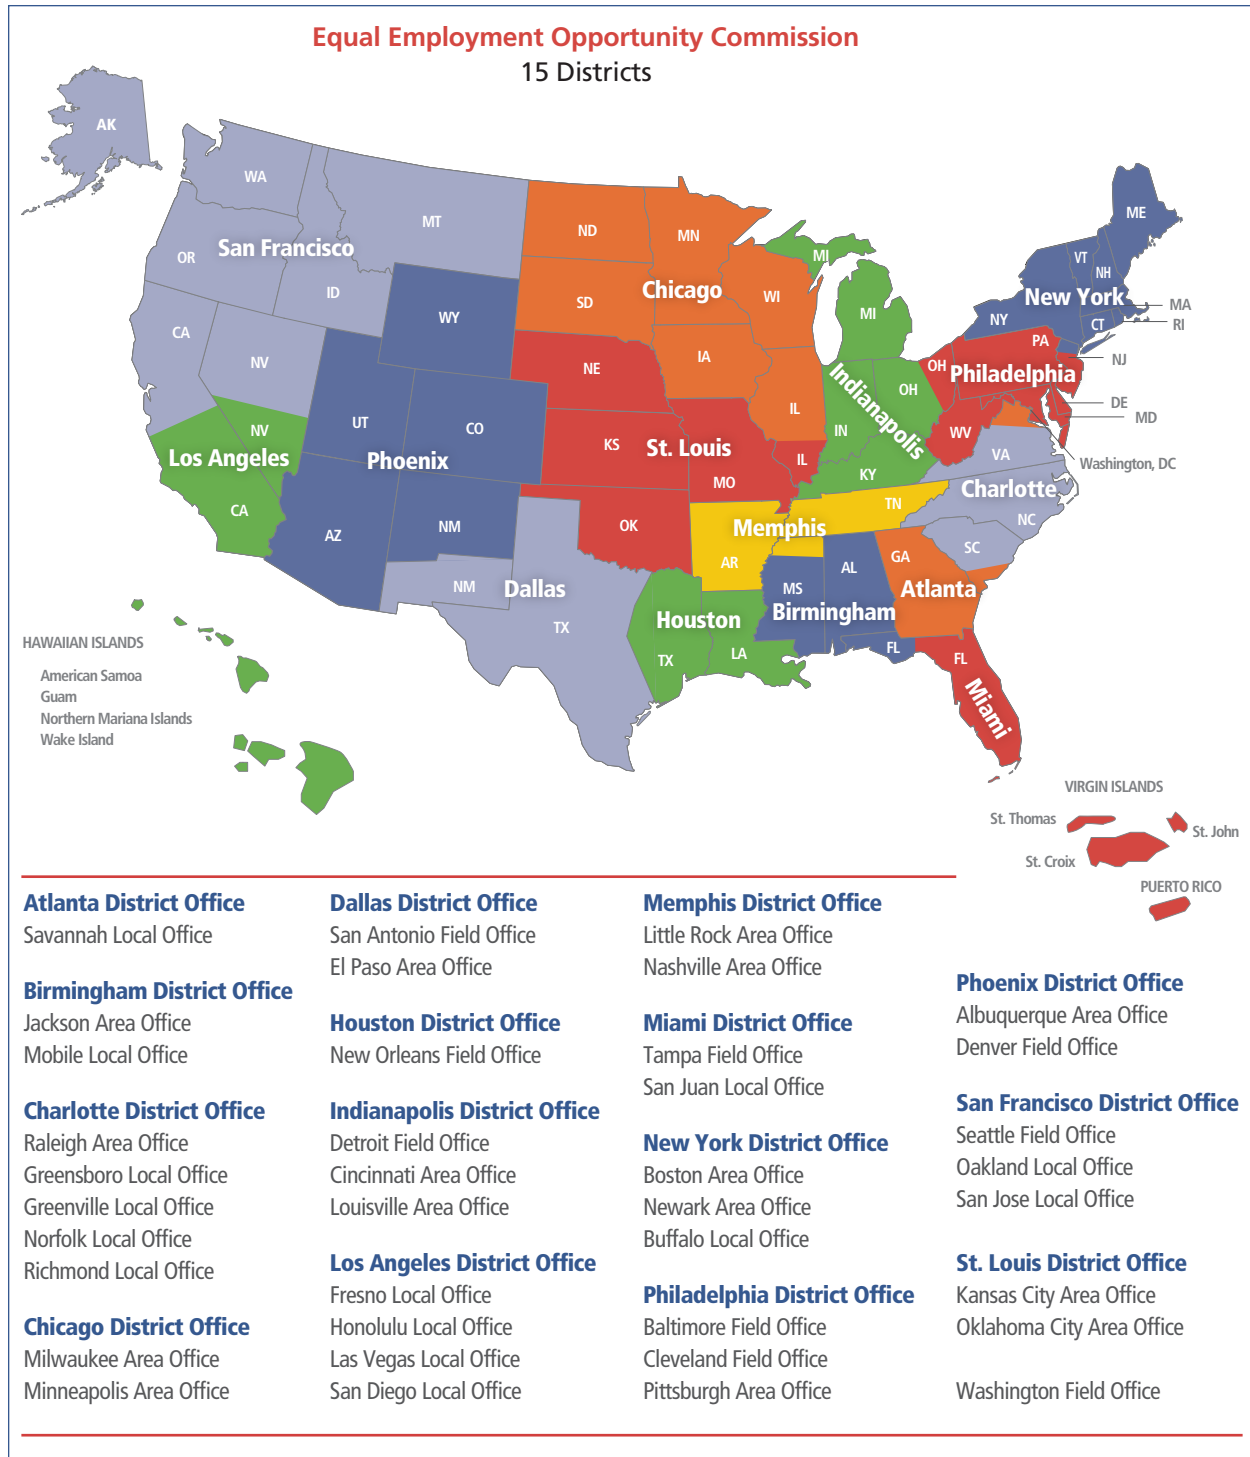 Equal Employment Opportunity Commission
15 Districts
AK
WA
MT
OR
San Francisco
ID
CA
NV
WY
ND
MN
SD
Chicago
WI
IA
IL
MI
MI
ME
VT
NH
New York
NY
MA
CT
RI
PA
NJ
OH
Philadelphia
DE
MD
WV
Washington, DC
NE
KS
St. Louis
MO
IL
OK
Indianapolis
OH
IN
KY
NV
Los Angeles
CA
UT
CO
Phoenix
AZ
NM
NM
Dallas
TX
Memphis
TN
AR
VA
Charlotte
NC
SC
GA
Atlanta
MS
AL
Birmingham
FL
Houston
TX
LA
FL
Miami
HAWAIIAN ISLANDS
American Samoa
Guam
Northern Mariana Islands
Wake Island
VIRGIN ISLANDS
St. Thomas
St. John
St. Croix
PUERTO RICO
Atlanta District Office
Savannah Local Office
Birmingham District Office
Jackson Area Office
Mobile Local Office
Charlotte District Office
Raleigh Area Office
Greensboro Local Office
Greenville Local Office
Norfolk Local Office
Richmond Local Office
Chicago District Office
Milwaukee Area Office
Minneapolis Area Office
Dallas District Office
San Antonio Field Office
El Paso Area Office
Houston District Office
New Orleans Field Office
Indianapolis District Office
Detroit Field Office
Cincinnati Area Office
Louisville Area Office
Los Angeles District Office
Fresno Local Office
Honolulu Local Office
Las Vegas Local Office
San Diego Local Office
Memphis District Office
Little Rock Area Office
Nashville Area Office
Miami District Office
Tampa Field Office
San Juan Local Office
New York District Office
Boston Area Office
Newark Area Office
Buffalo Local Office
Philadelphia District Office
Baltimore Field Office
Cleveland Field Office
Pittsburgh Area Office
Phoenix District Office
Albuquerque Area Office
Denver Field Office
San Francisco District Office
Seattle Field Office
Oakland Local Office
San Jose Local Office
St. Louis District Office
Kansas City Area Office
Oklahoma City Area Office
Washington Field Office